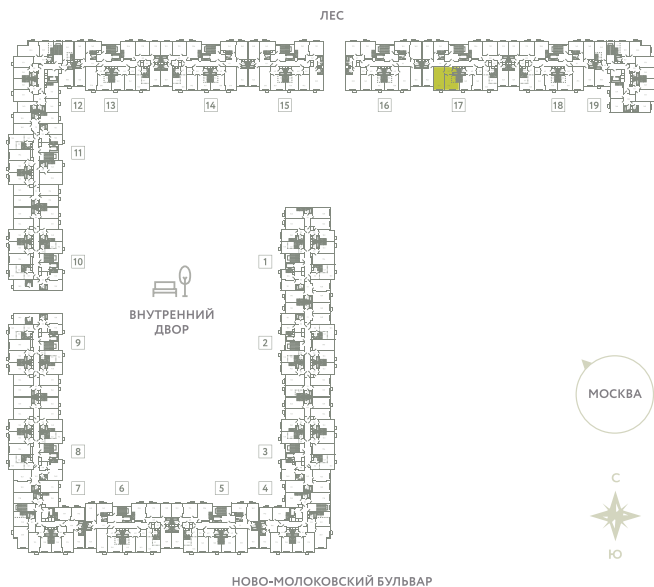 ЛЕС
12 13 14 15 16 17 18 19
11
10 1
ВНУТРЕННИЙ
ДВОР
9 2
МОСКВА
8 3
7 6 5 4
С
Ю
НОВО-МОЛОКОВСКИЙ БУЛЬВАР